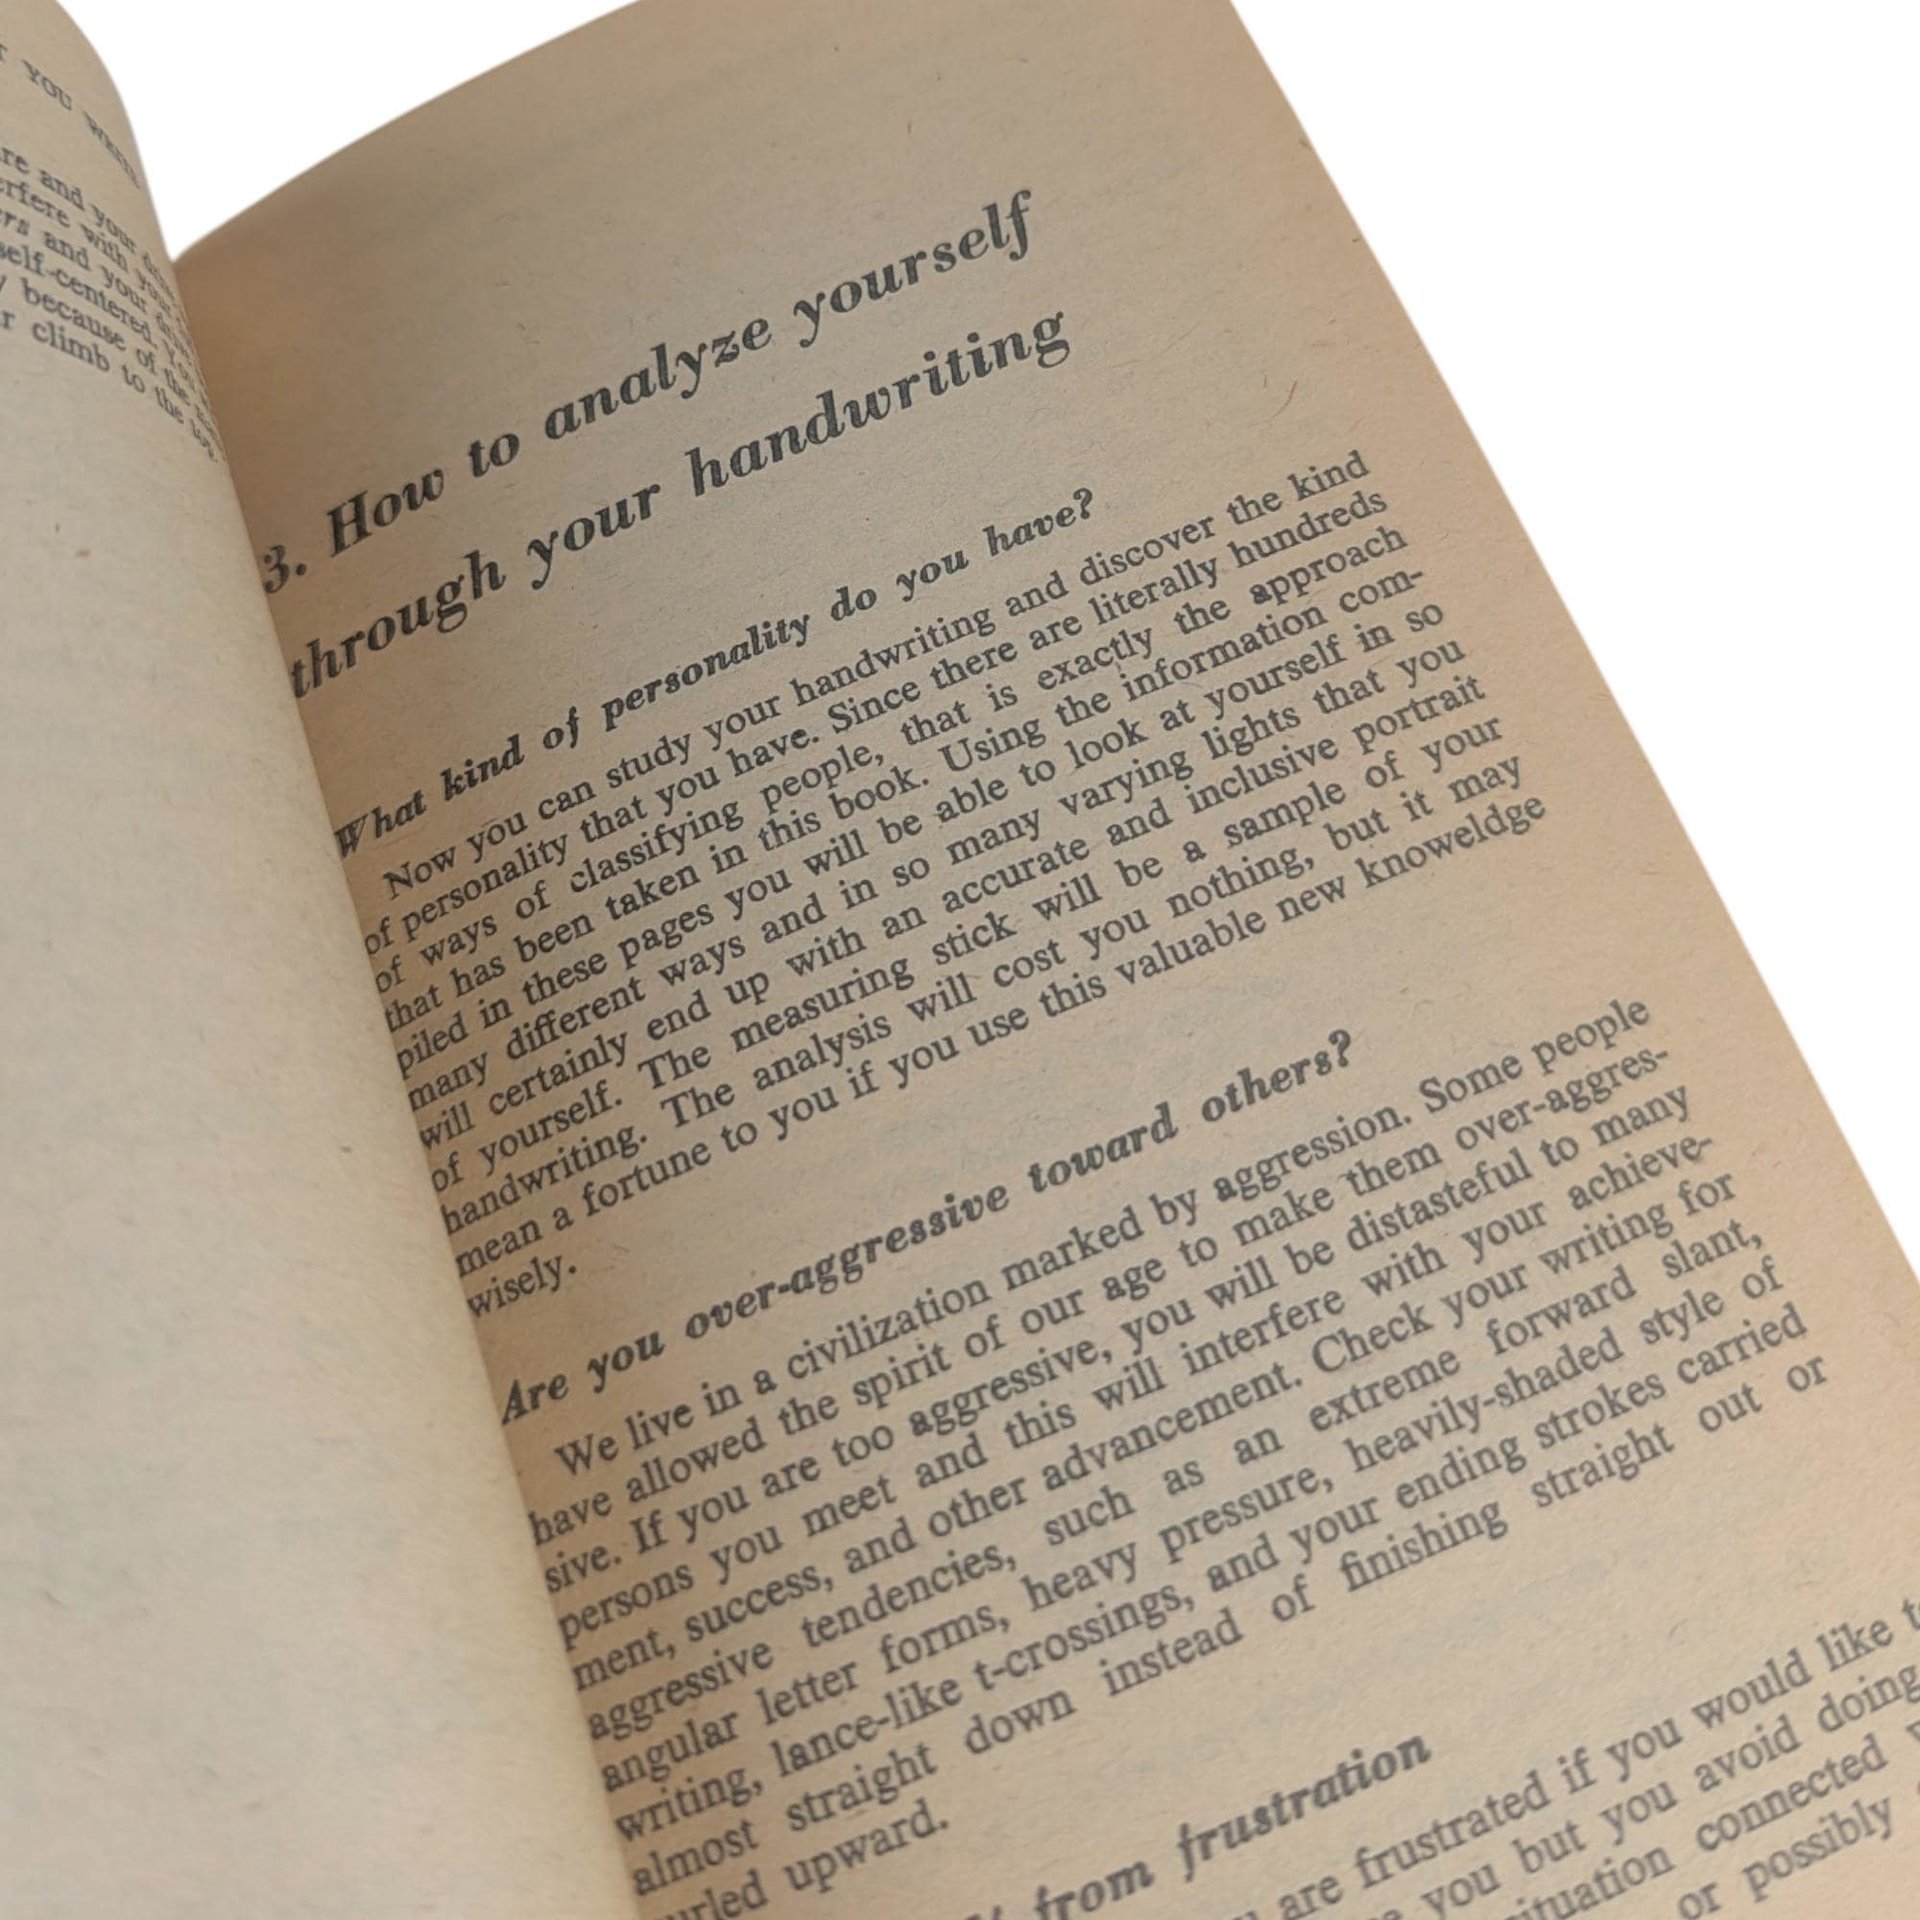 YOU
re and your
erfere with your
ers and your
self-centered. You
because of the
r climb to the top.
3. How to analyze yourself
through your handwriting
What kind of personality do you have?
Now you can study your handwriting and discover the kind
of personality that you have. Since there are literally hundreds
of ways of classifying people, that is exactly the approach
that has been taken in this book. Using the information com-
piled in these pages you will be able to look at yourself in so
many different ways and in so many varying lights that you
will certainly end up with an accurate and inclusive portrait
of yourself. The measuring stick will be a sample of your
handwriting. The analysis will cost you nothing, but it may
mean a fortune to you if you use this valuable new knoweldge
wisely.
Are you over-aggressive toward others?
We live in a civilization marked by aggression. Some people
have allowed the spirit of our age to make them over-aggres-
sive. If you are too aggressive, you will be distasteful to many
persons you meet and this will interfere with your achieve-
ment, success, and other advancement. Check your writing for
aggressive tendencies, such as an extreme forward slant,
angular letter forms, heavy pressure, heavily-shaded style of
writing, lance-like t-crossings, and your ending strokes carried
almost straight down instead of finishing straight out or
urled upward.
from frustration
are frustrated if you would like
you but you avoid doing
ituation connected
or possibly